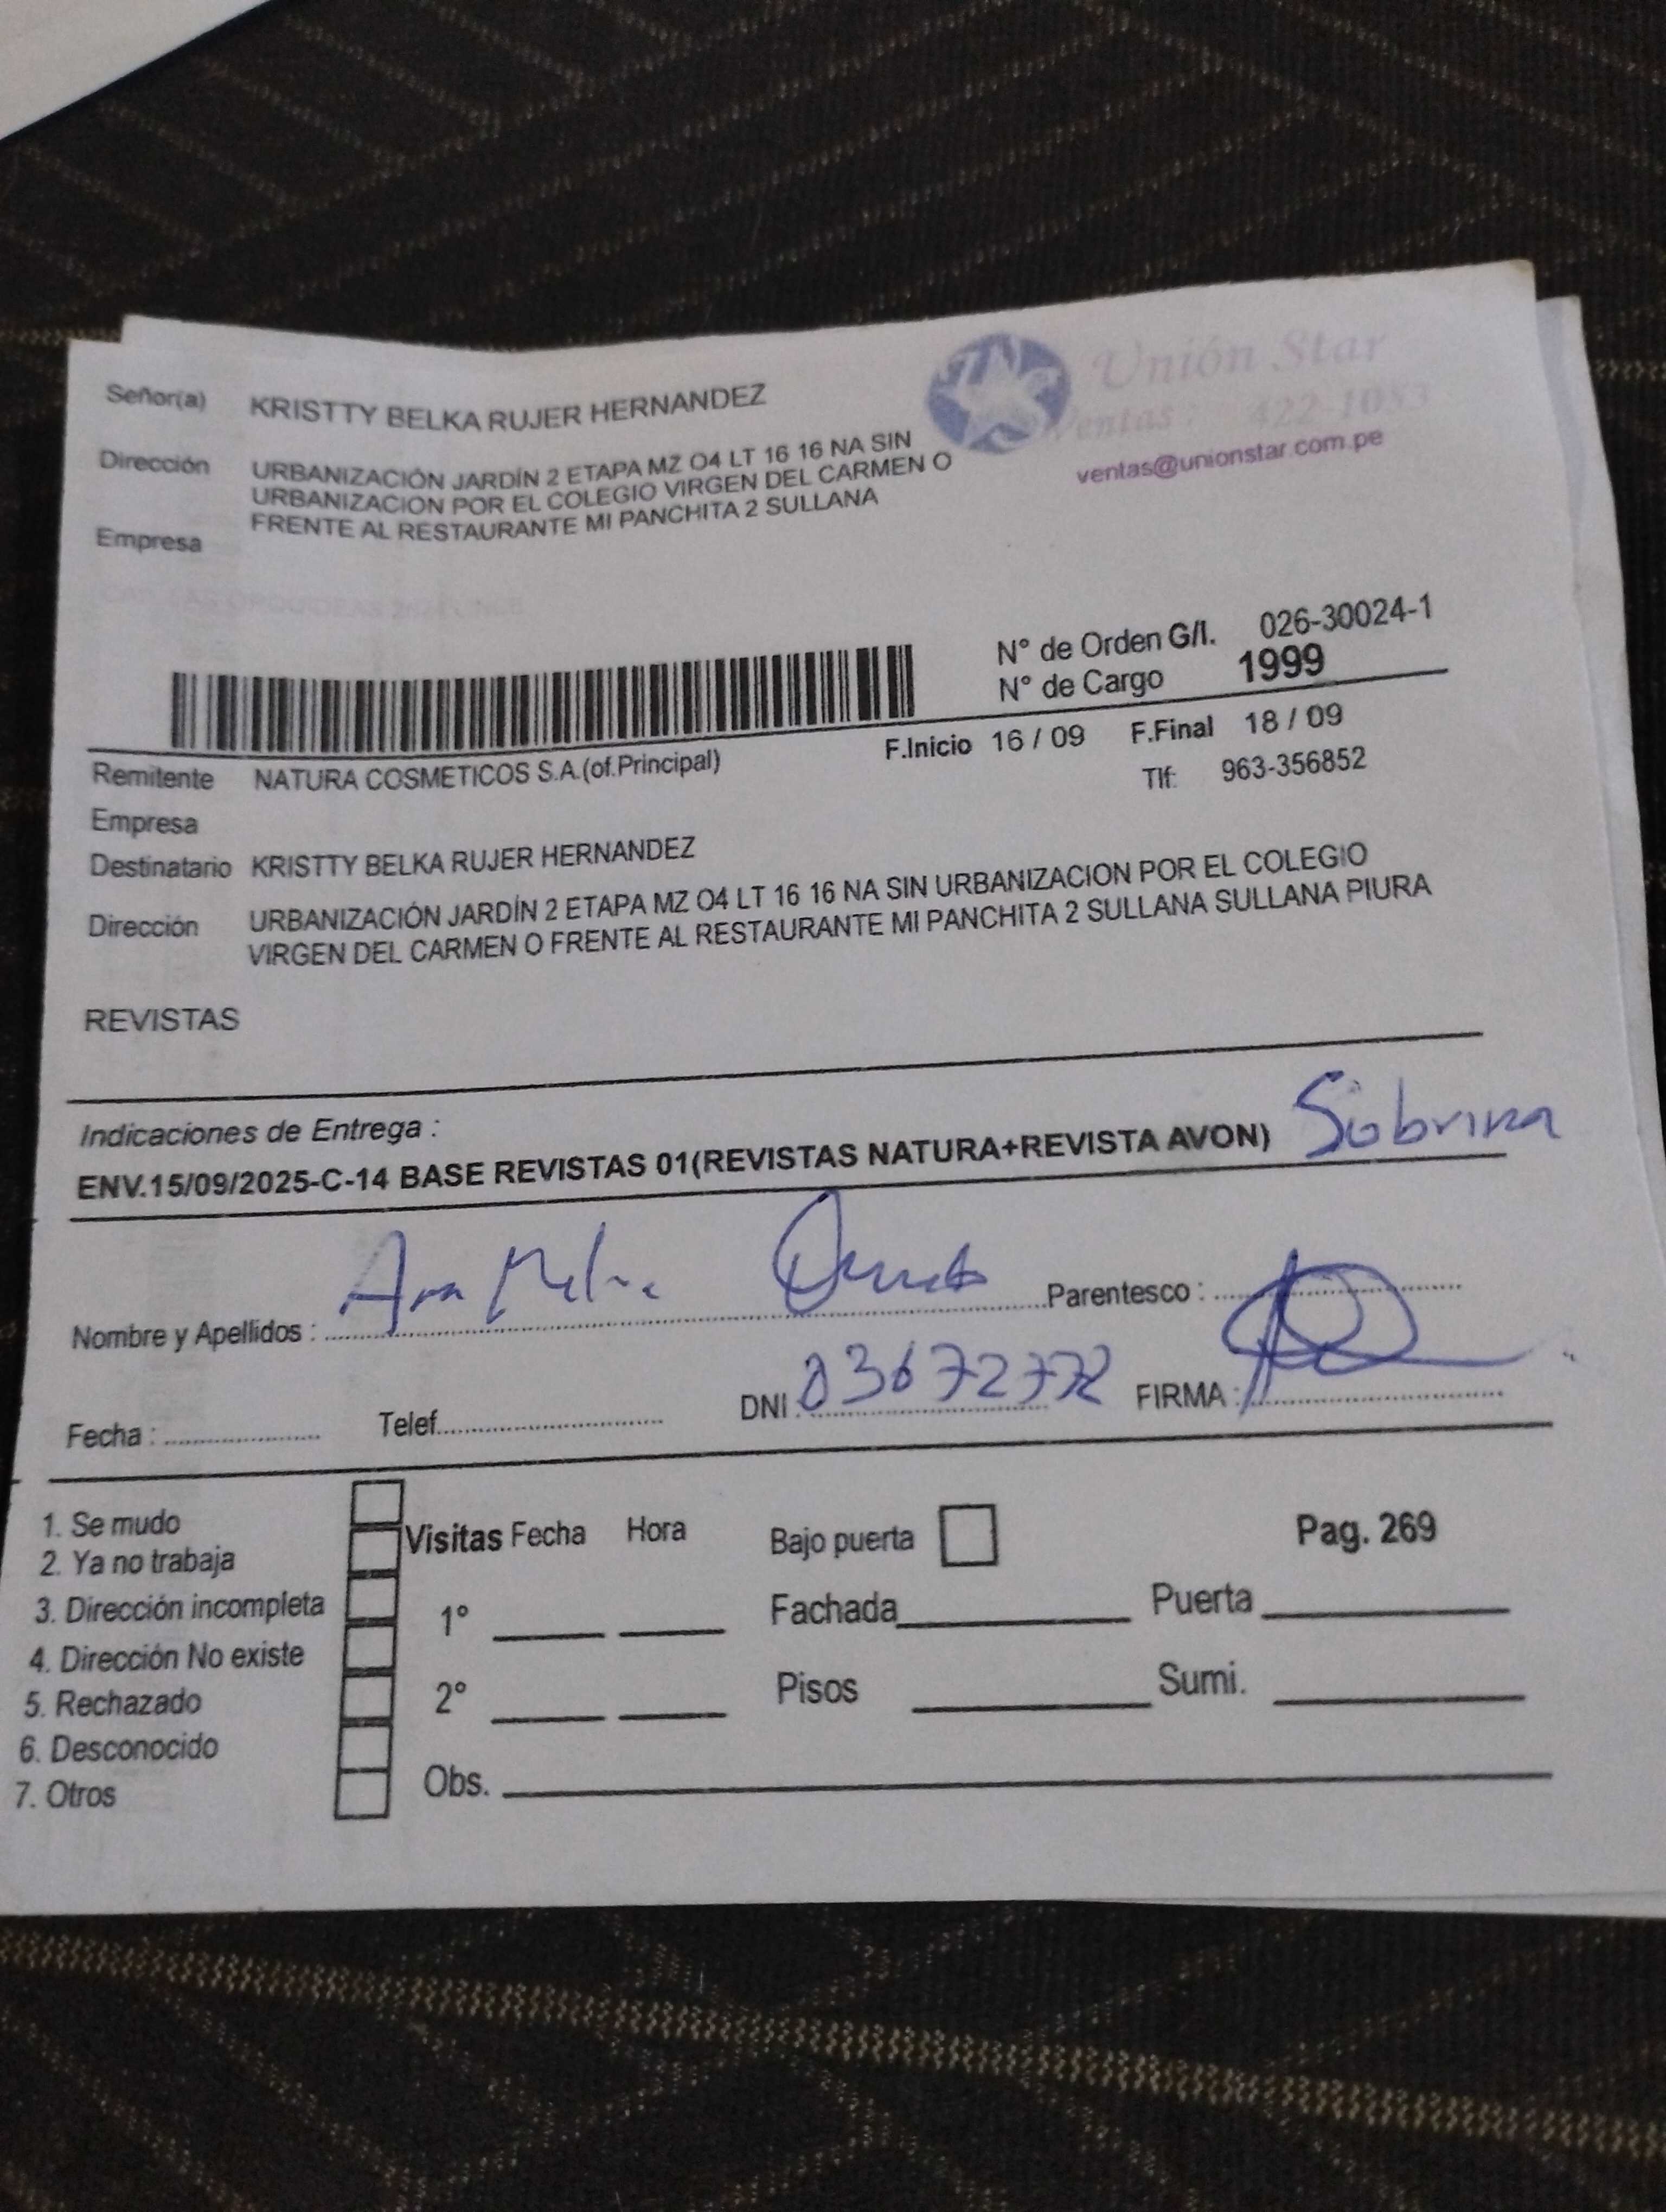 Unión Star
Señor(a) KRISTTY BELKA RUJER HERNANDEZ
Ventas : 422-1083
ventas@unionstar.com.pe
Dirección URBANIZACIÓN JARDÍN 2 ETAPA MZ O4 LT 16 16 NA SIN
URBANIZACION POR EL COLEGIO VIRGEN DEL CARMEN O
FRENTE AL RESTAURANTE MI PANCHITA 2 SULLANA
Empresa
N° de Orden G/I. 026-30024-1
N° de Cargo 1999
F.Inicio 16 / 09 F.Final 18 / 09
Remitente NATURA COSMETICOS S.A.(of.Principal) Tlf: 963-356852
Empresa
Destinatario KRISTTY BELKA RUJER HERNANDEZ
Dirección URBANIZACIÓN JARDÍN 2 ETAPA MZ O4 LT 16 16 NA SIN URBANIZACION POR EL COLEGIO
VIRGEN DEL CARMEN O FRENTE AL RESTAURANTE MI PANCHITA 2 SULLANA SULLANA PIURA
REVISTAS
Indicaciones de Entrega :
ENV.15/09/2025-C-14 BASE REVISTAS 01(REVISTAS NATURA+REVISTA AVON) Sobrina
Nombre y Apellidos : Ana Parentesco :
Fecha : Telef. DNI : FIRMA :
1. Se mudo
2. Ya no trabaja
3. Dirección incompleta
4. Dirección No existe
5. Rechazado
6. Desconocido
7. Otros
Visitas Fecha Hora Bajo puerta Pag. 269
1° Fachada Puerta
2° Pisos Sumi.
Obs.